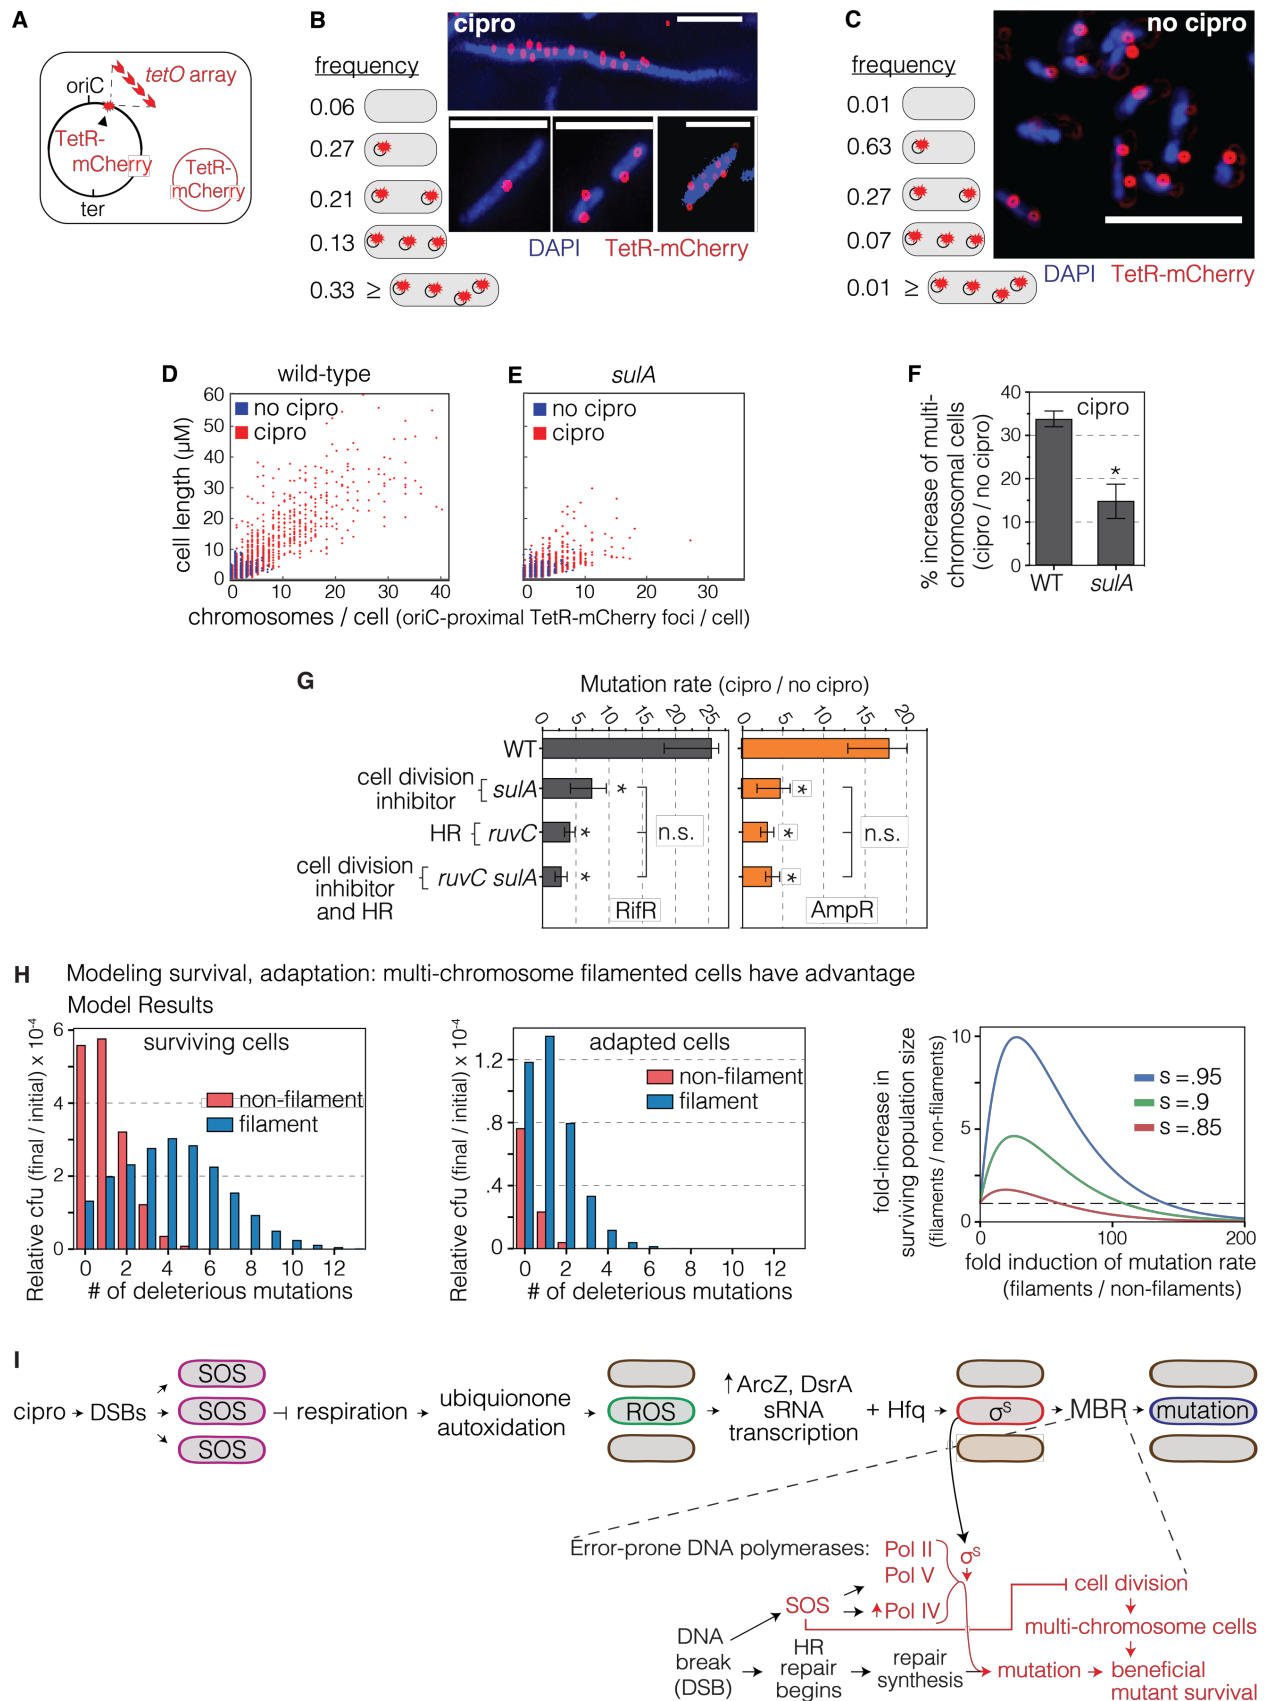 A
oriC
tetO array
TetR-
mCherry
TetR-
mCherry
ter
B
frequency
0.06
0.27
0.21
0.13
0.33 ≥
cipro
DAPI TetR-mCherry
C
frequency
0.01
0.63
0.27
0.07
0.01 ≥
no cipro
DAPI TetR-mCherry
D
wild-type
no cipro
cipro
cell length (µM)
60
50
40
30
20
10
0
0 10 20 30 40
E
sulA
no cipro
cipro
0 10 20 30
chromosomes / cell (oriC-proximal TetR-mCherry foci / cell)
F
% increase of multi-
chromosomal cells
(cipro / no cipro)
40
30
20
10
0
cipro
*
WT sulA
G
Mutation rate (cipro / no cipro)
0 5 10 15 20 25
0 5 10 15 20
WT
cell division
inhibitor
sulA
HR
ruvC
cell division
inhibitor
and HR
ruvC sulA
*
*
*
n.s.
RifR
*
*
*
n.s.
AmpR
H Modeling survival, adaptation: multi-chromosome filamented cells have advantage
Model Results
Relative cfu (final / initial) x 10-4
6
4
2
0
surviving cells
non-filament
filament
0 2 4 6 8 10 12
# of deleterious mutations
Relative cfu (final / initial) x 10-4
1.2
.8
.4
0
adapted cells
non-filament
filament
0 2 4 6 8 10 12
# of deleterious mutations
fold-increase in
surviving population size
(filaments / non-filaments)
10
5
0
s =.95
s =.9
s =.85
0 100 200
fold induction of mutation rate
(filaments / non-filaments)
I
cipro DSBs
SOS
SOS
SOS
respiration
ubiquionone
autoxidation
ROS
↑ArcZ, DsrA
sRNA
transcription
+ Hfq
σS
MBR
mutation
Error-prone DNA polymerases:
Pol II
Pol V
Pol IV
σS
SOS
cell division
multi-chromosome cells
DNA
break
(DSB)
HR
repair
begins
repair
synthesis
mutation
beneficial
mutant survival